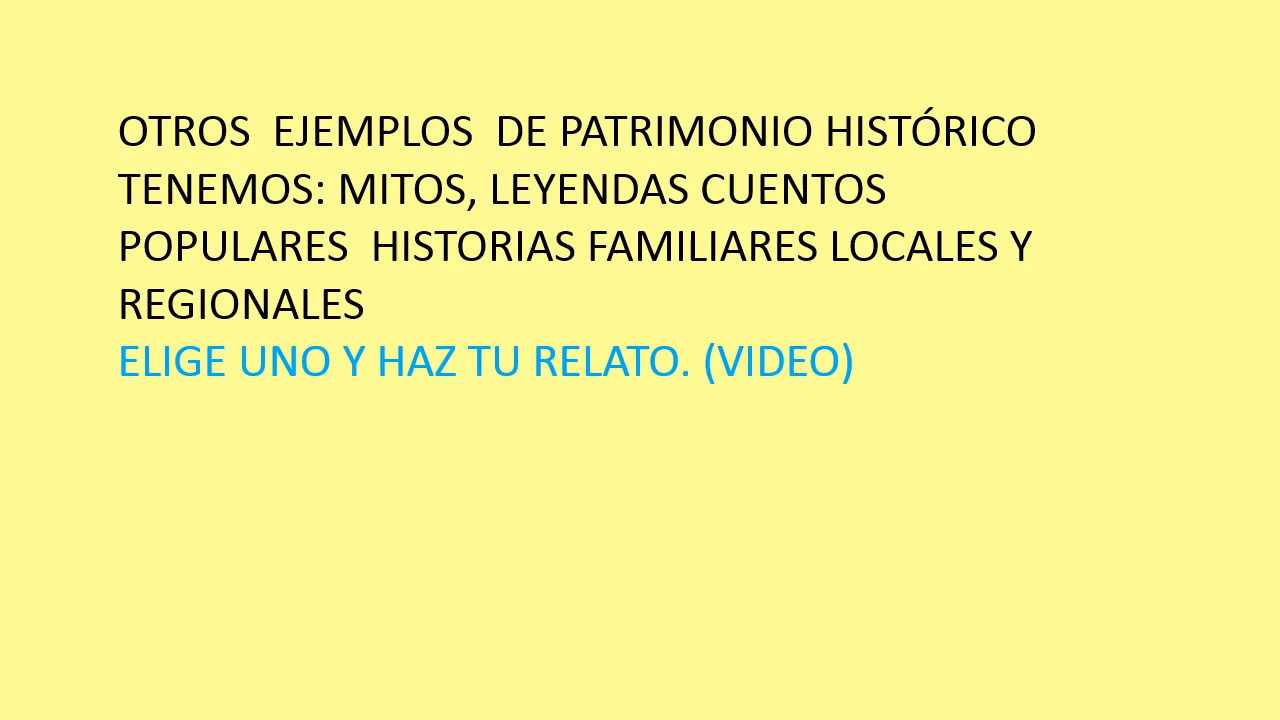 OTROS  EJEMPLOS  DE PATRIMONIO HISTÓRICO
TENEMOS: MITOS, LEYENDAS CUENTOS
POPULARES  HISTORIAS FAMILIARES LOCALES Y
REGIONALES
ELIGE UNO Y HAZ TU RELATO. (VIDEO)